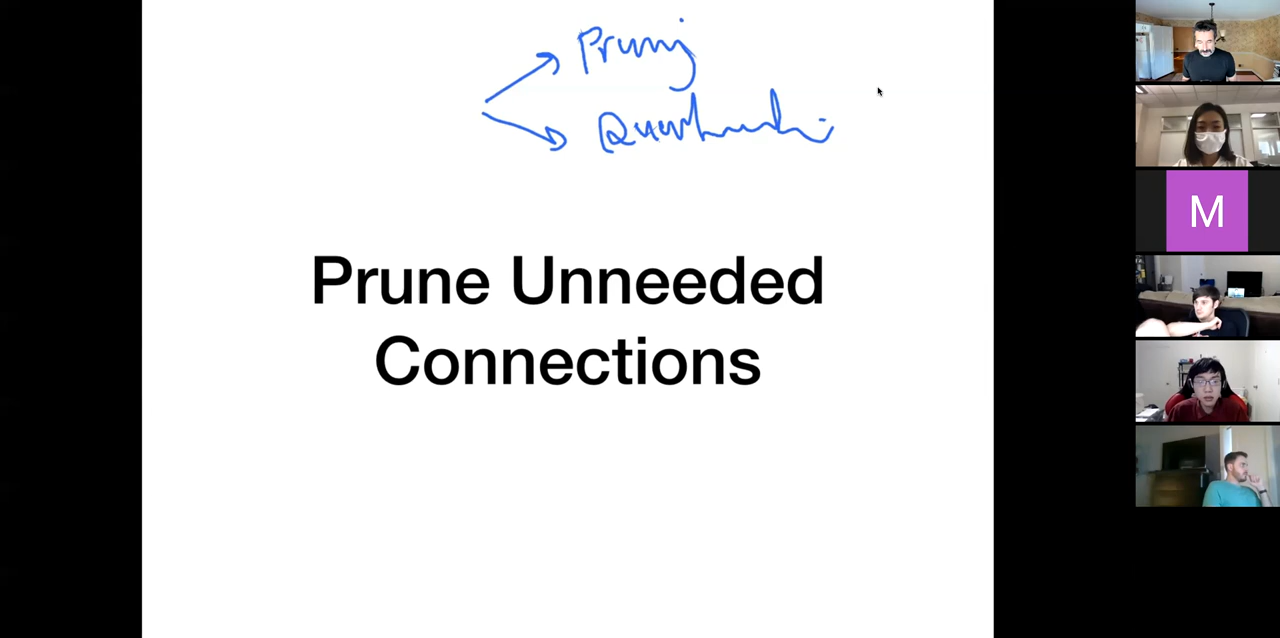 Pruning
Quantization
Prune Unneeded
Connections
M